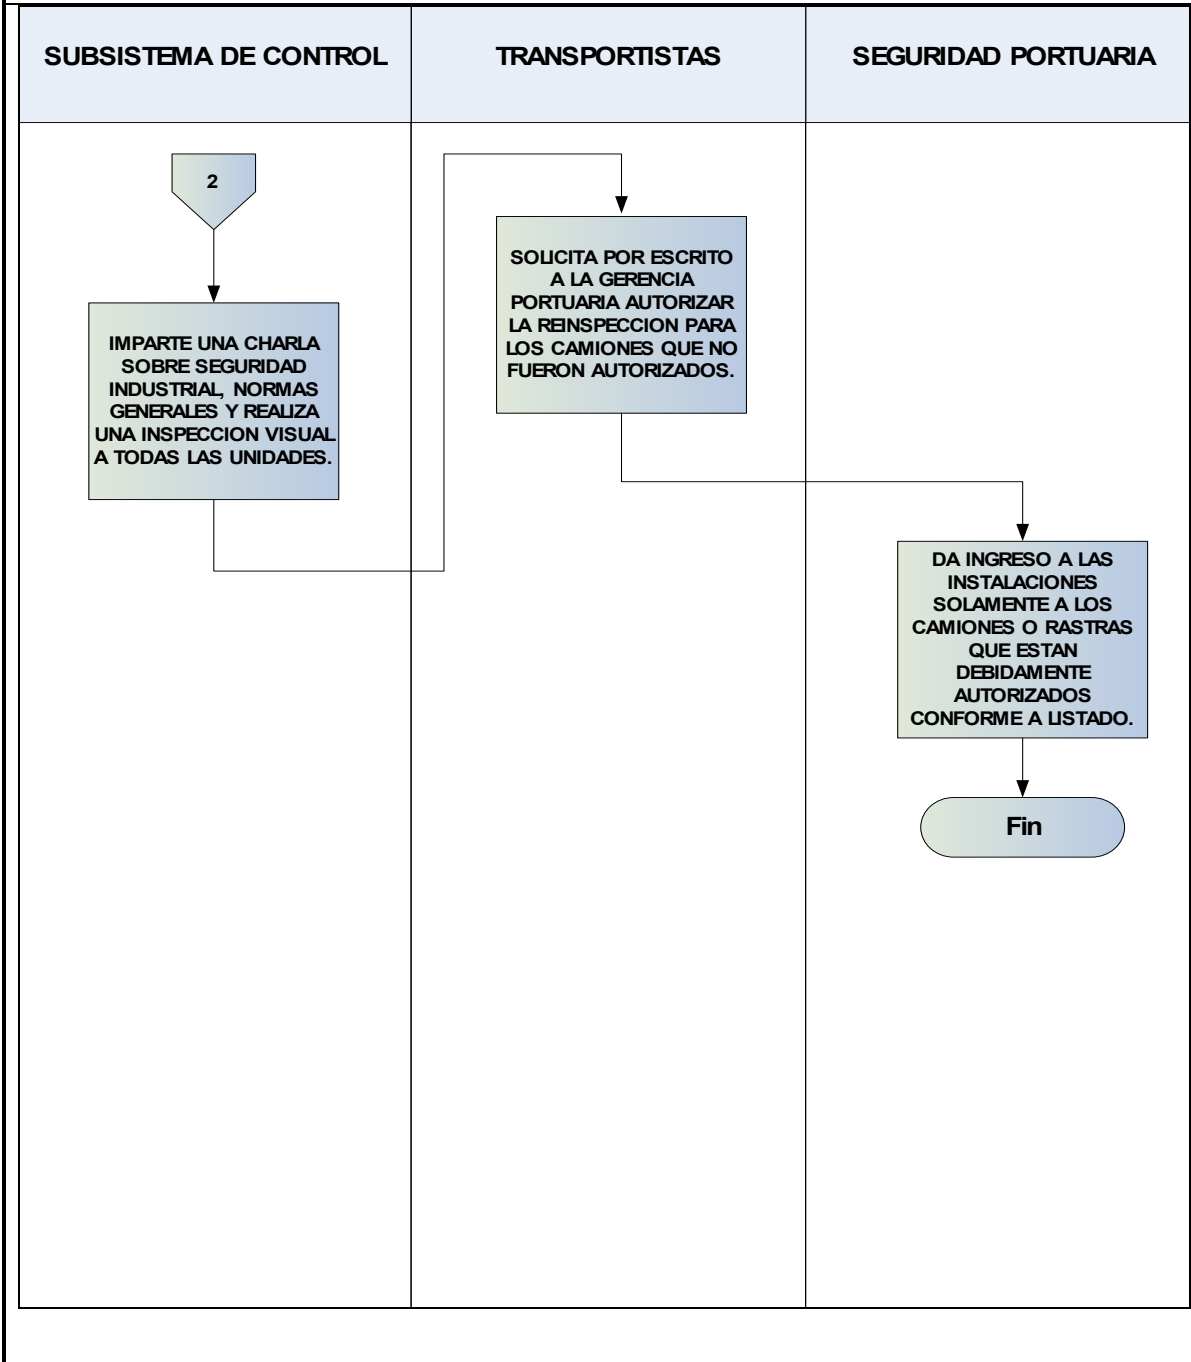 SUBSISTEMA DE CONTROL
TRANSPORTISTAS
SEGURIDAD PORTUARIA
2
IMPARTE UNA CHARLA
SOBRE SEGURIDAD
INDUSTRIAL, NORMAS
GENERALES Y REALIZA
UNA INSPECCION VISUAL
A TODAS LAS UNIDADES.
SOLICITA POR ESCRITO
A LA GERENCIA
PORTUARIA AUTORIZAR
LA REINSPECCION PARA
LOS CAMIONES QUE NO
FUERON AUTORIZADOS.
DA INGRESO A LAS
INSTALACIONES
SOLAMENTE A LOS
CAMIONES O RASTRAS
QUE ESTAN
DEBIDAMENTE
AUTORIZADOS
CONFORME A LISTADO.
Fin